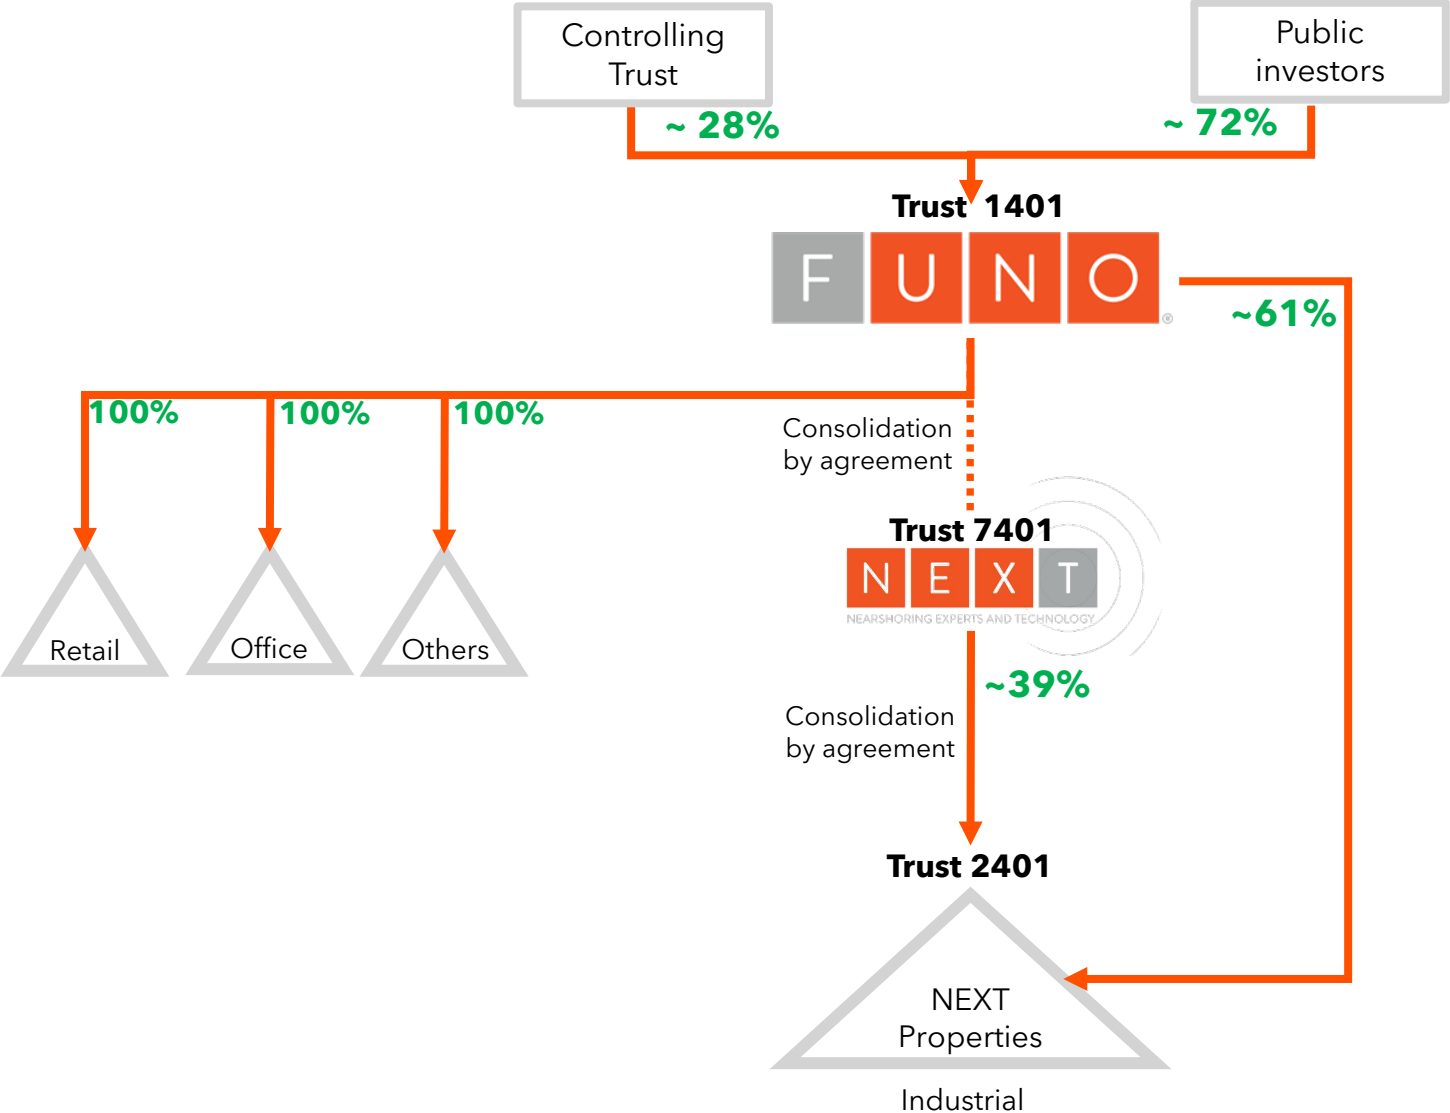 Controlling
Trust
Public
investors
~ 28%
~ 72%
Trust 1401
FUNO®
~61%
100%
100%
100%
Consolidation
by agreement
Trust 7401
NEXT
NEARSHORING EXPERTS AND TECHNOLOGY
Retail
Office
Others
~39%
Consolidation
by agreement
Trust 2401
NEXT
Properties
Industrial